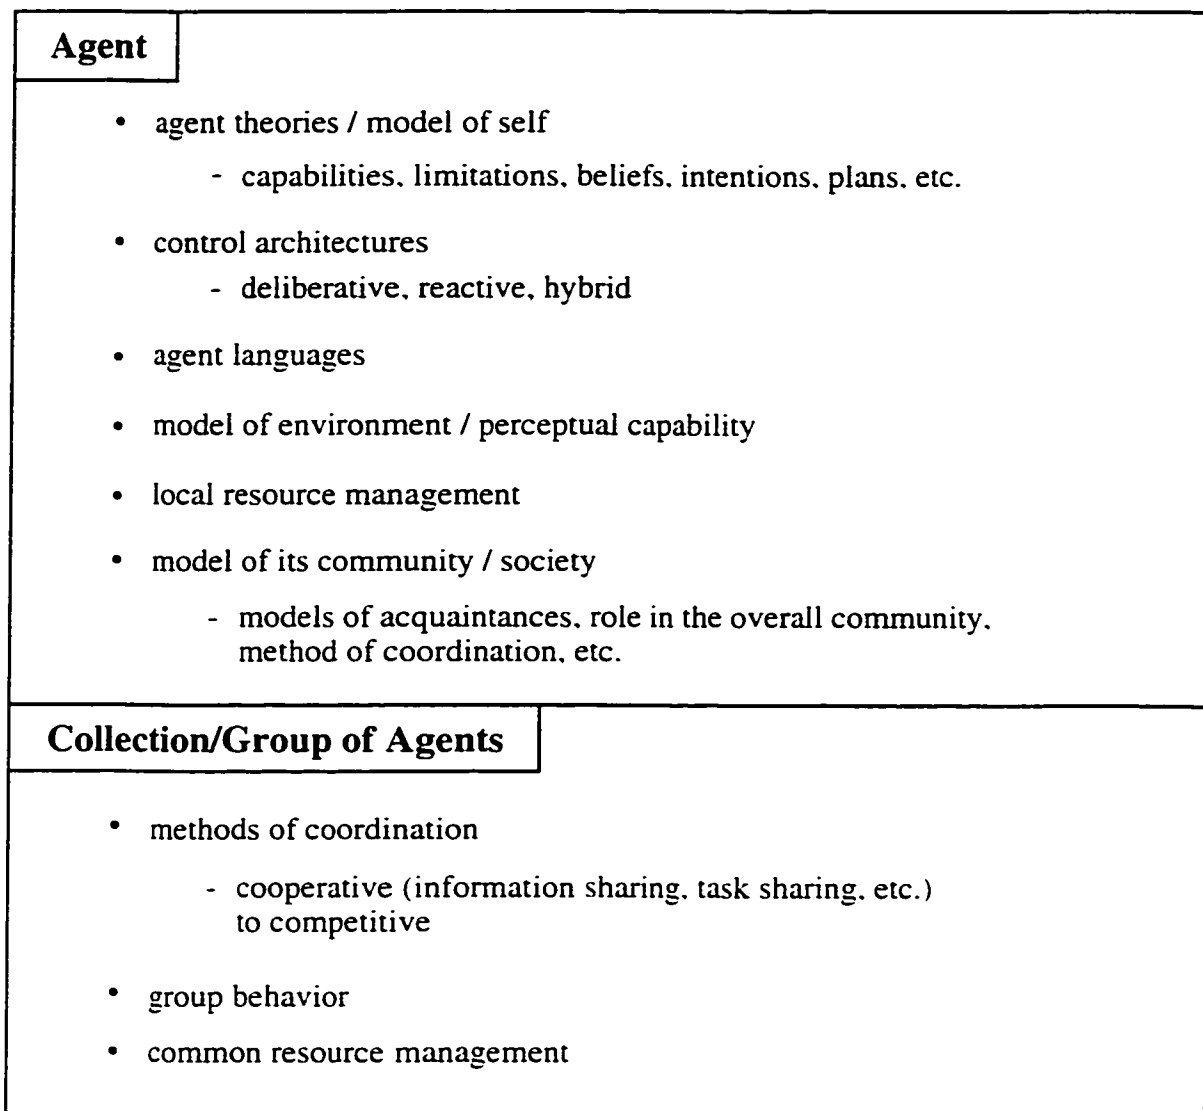 Agent
• agent theories / model of self
- capabilities, limitations, beliefs, intentions, plans, etc.
• control architectures
- deliberative, reactive, hybrid
• agent languages
• model of environment / perceptual capability
• local resource management
• model of its community / society
- models of acquaintances, role in the overall community,
method of coordination, etc.
Collection/Group of Agents
• methods of coordination
- cooperative (information sharing, task sharing, etc.)
to competitive
• group behavior
• common resource management